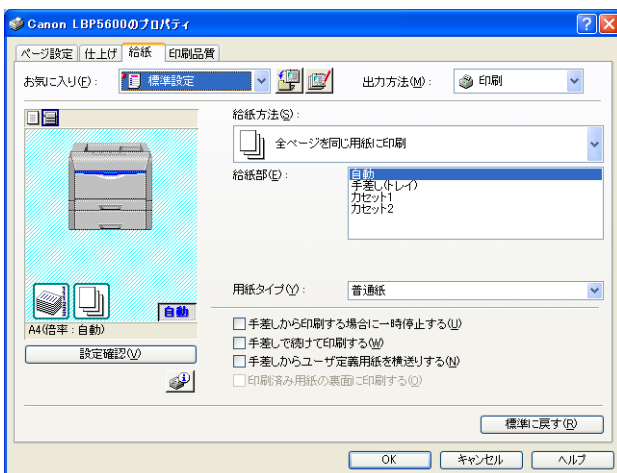 Canon LBP5600のプロパティ
ページ設定 仕上げ 給紙 印刷品質
お気に入り(F): 標準設定 出力方法(M): 印刷
給紙方法(S):
全ページを同じ用紙に印刷
給紙部(E):
自動
手差し(トレイ)
カセット1
カセット2
自動
用紙タイプ(Y): 普通紙
A4(倍率:自動)
設定確認(V)
手差しから印刷する場合に一時停止する(U)
手差しで続けて印刷する(W)
手差しからユーザ定義用紙を横送りする(N)
印刷済み用紙の裏面に印刷する(O)
標準に戻す(R)
OK キャンセル ヘルプ